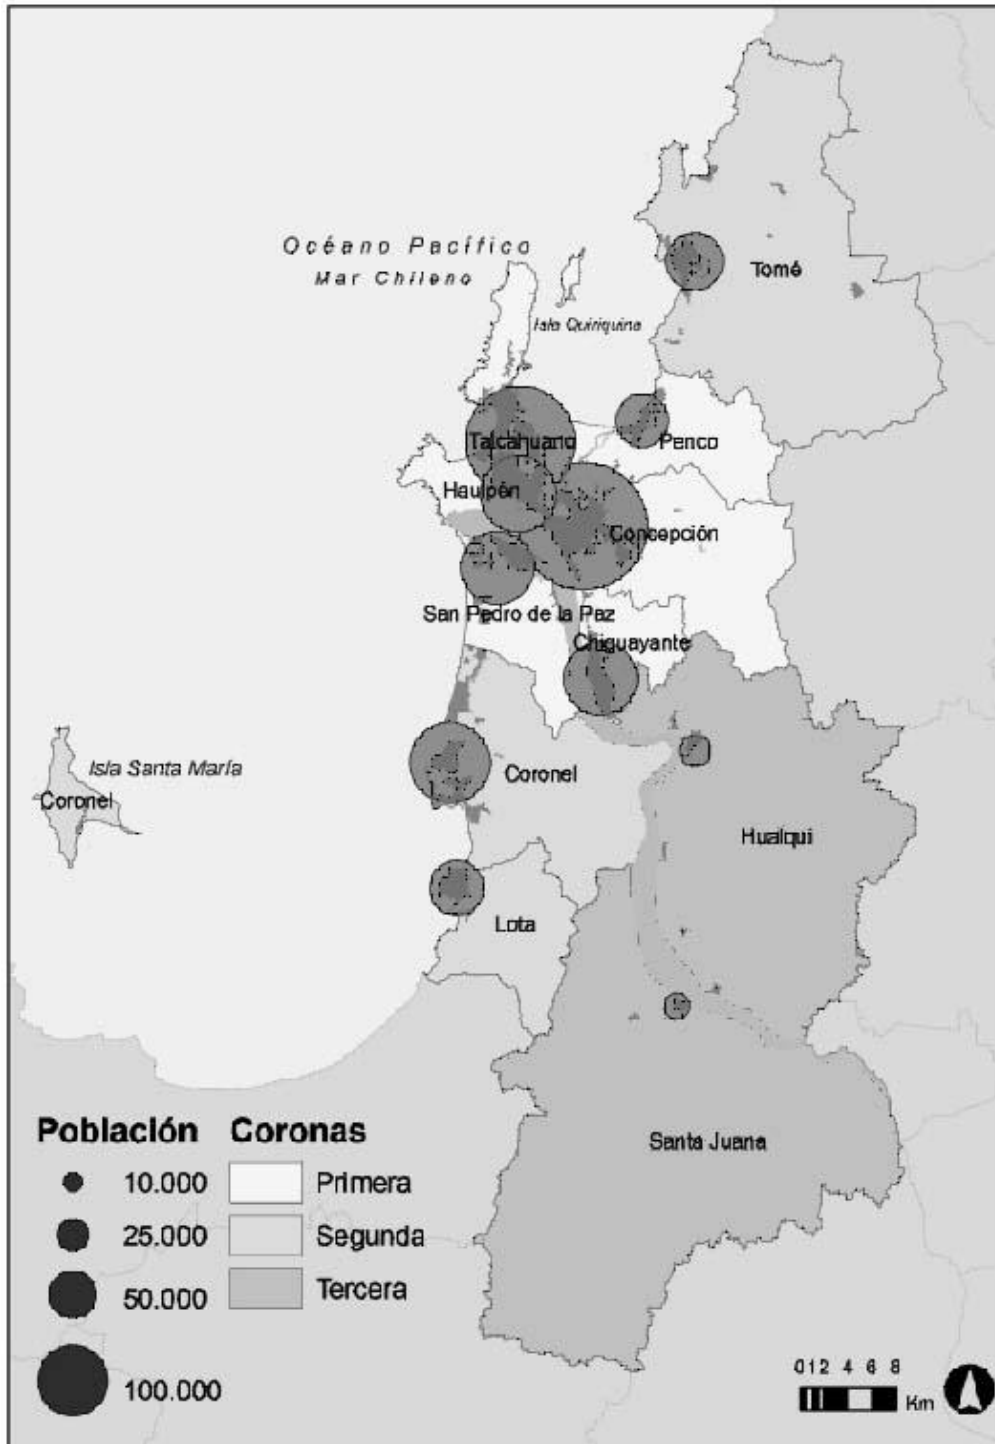 Océano Pacífico
Mar Chileno
Isla Quiriquina
Tomé
Talcahuano
Penco
Haulpén
Concepción
San Pedro de la Paz
Chiguayante
Isla Santa María
Coronel
Coronel
Hualqui
Lota
Santa Juana
Población
10.000
25.000
50.000
100.000
Coronas
Primera
Segunda
Tercera
0 1 2 4 6 8
Km